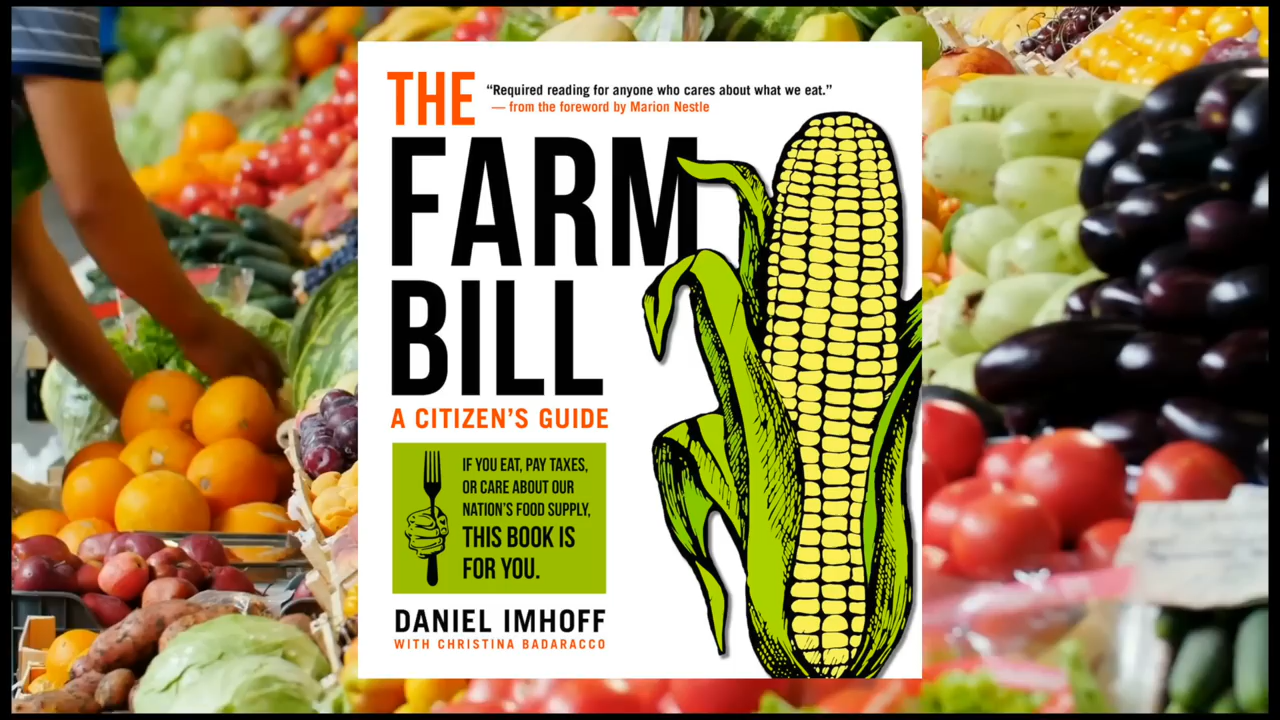 THE
“Required reading for anyone who cares about what we eat.”
— from the foreword by Marion Nestle
FARM
BILL
A CITIZEN’S GUIDE
IF YOU EAT, PAY TAXES,
OR CARE ABOUT OUR
NATION’S FOOD SUPPLY,
THIS BOOK IS
FOR YOU.
DANIEL IMHOFF
WITH CHRISTINA BADARACCO